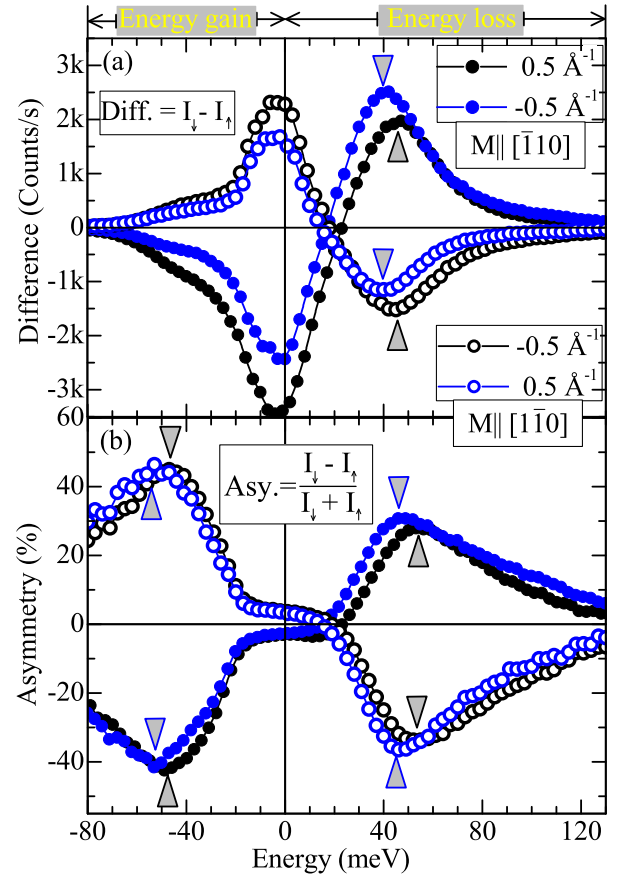 Energy gain Energy loss
(a)
Diff. = I↓ - I↑
0.5 Å⁻¹
-0.5 Å⁻¹
M|| [1̄10]
3k
2k
1k
0
-1k
-2k
-3k
Difference (Counts/s)
-0.5 Å⁻¹
0.5 Å⁻¹
M|| [11̄0]
(b)
Asy.= (I↓ - I↑)/(I↓ + I↑)
60
40
20
0
-20
-40
Asymmetry (%)
-80 -40 0 40 80 120
Energy (meV)